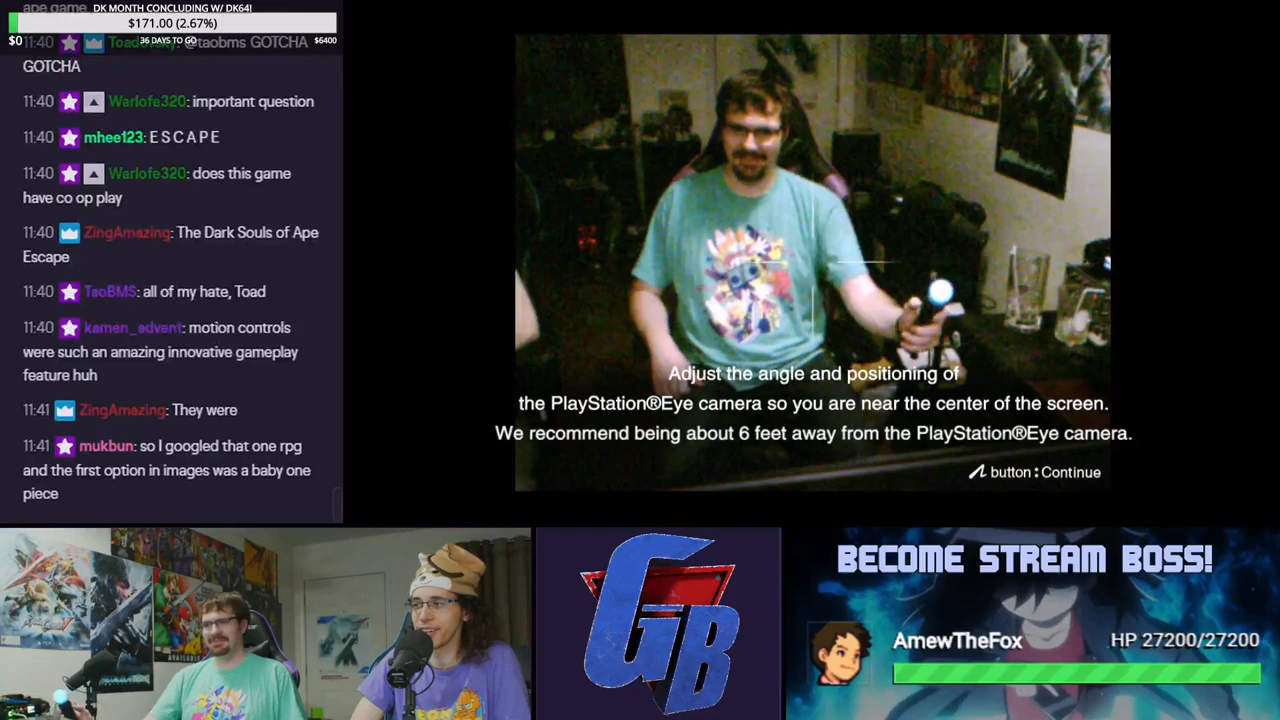 ape game.
DK MONTH CONCLUDING W/ DK64!
$171.00 (2.67%)
$0
36 DAYS TO GO
$6400
11:40 Toadovsky: @taobms GOTCHA
GOTCHA
11:40 Warlofe320: important question
11:40 mhee123: E S C A P E
11:40 Warlofe320: does this game
have co op play
11:40 ZingAmazing: The Dark Souls of Ape
Escape
11:40 TaoBMS: all of my hate, Toad
11:40 kamen_advent: motion controls
were such an amazing innovative gameplay
feature huh
11:41 ZingAmazing: They were
11:41 mukbun: so I googled that one rpg
and the first option in images was a baby one
piece
Adjust the angle and positioning of
the PlayStation®Eye camera so you are near the center of the screen.
We recommend being about 6 feet away from the PlayStation®Eye camera.
button : Continue
GB
BECOME STREAM BOSS!
AmewTheFox
HP 27200/27200